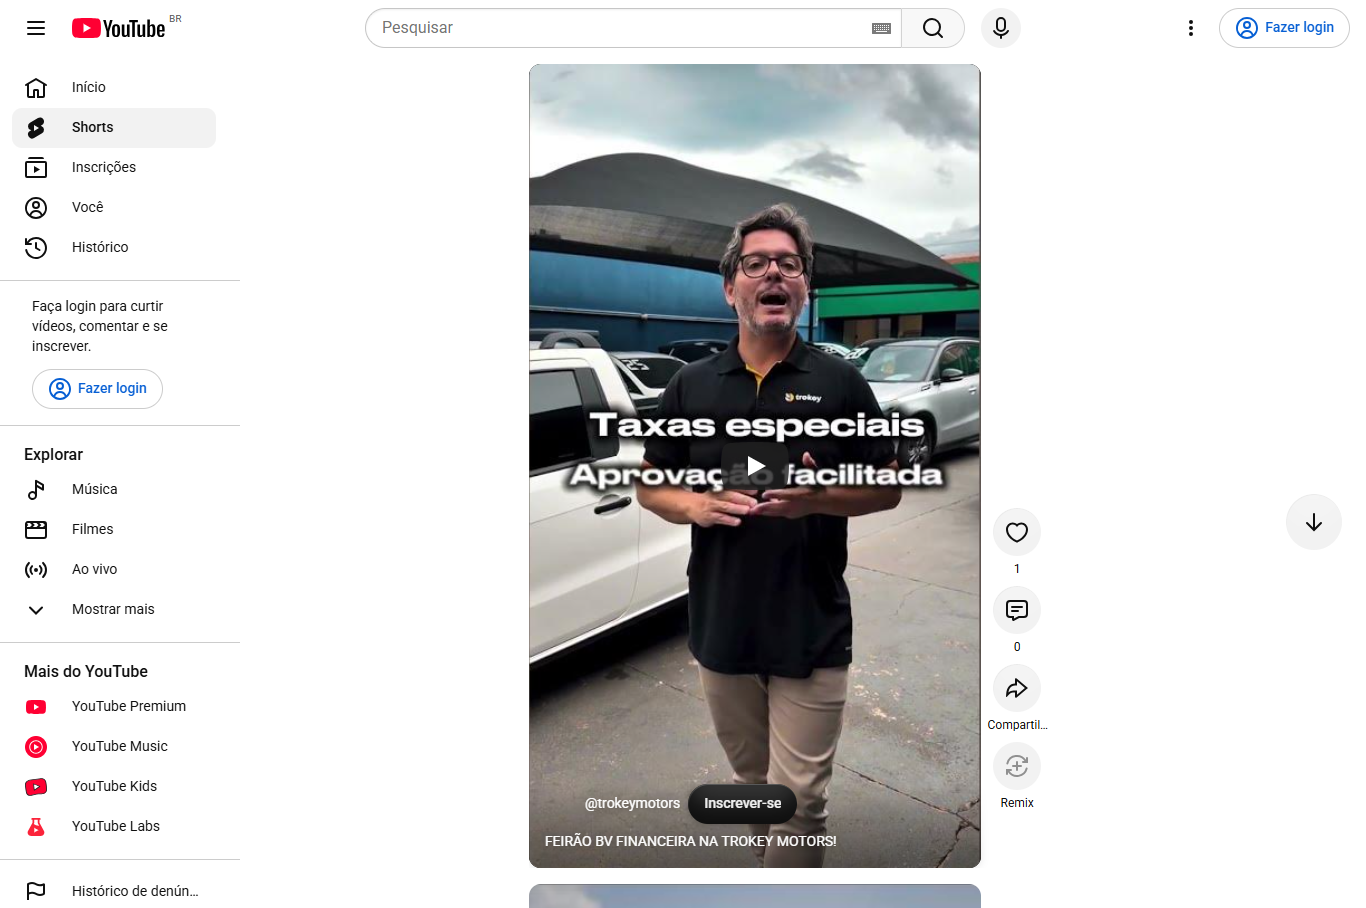 YouTube BR
Pesquisar
Fazer login
Início
Shorts
Inscrições
Você
Histórico
Faça login para curtir
vídeos, comentar e se
inscrever.
Fazer login
Explorar
Música
Filmes
Ao vivo
Mostrar mais
Mais do YouTube
YouTube Premium
YouTube Music
YouTube Kids
YouTube Labs
Histórico de denún...
trokey
Taxas especiais
Aprovação facilitada
@trokeymotors
Inscrever-se
FEIRÃO BV FINANCEIRA NA TROKEY MOTORS!
1
0
Compartil...
Remix